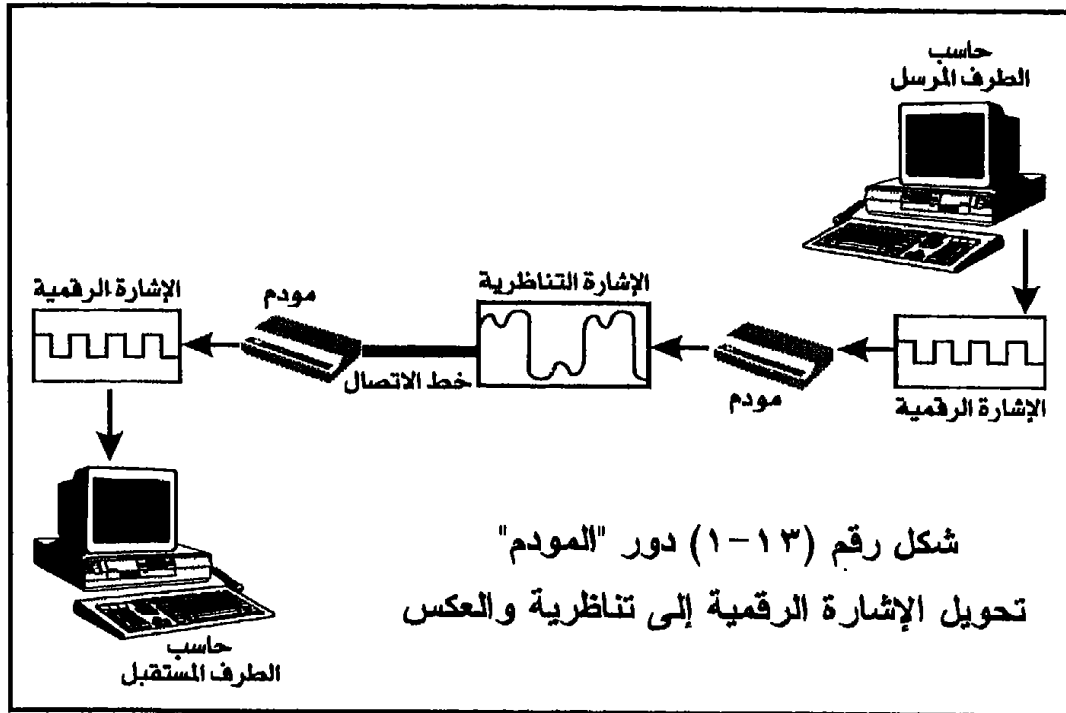 حاسب
الطرف المرسل
الإشارة التناظرية
الإشارة الرقمية
مودم
خط الاتصال
مودم
الإشارة الرقمية
شكل رقم (١٣-١) دور "المودم"
تحويل الإشارة الرقمية إلى تناظرية والعكس
حاسب
الطرف المستقبل